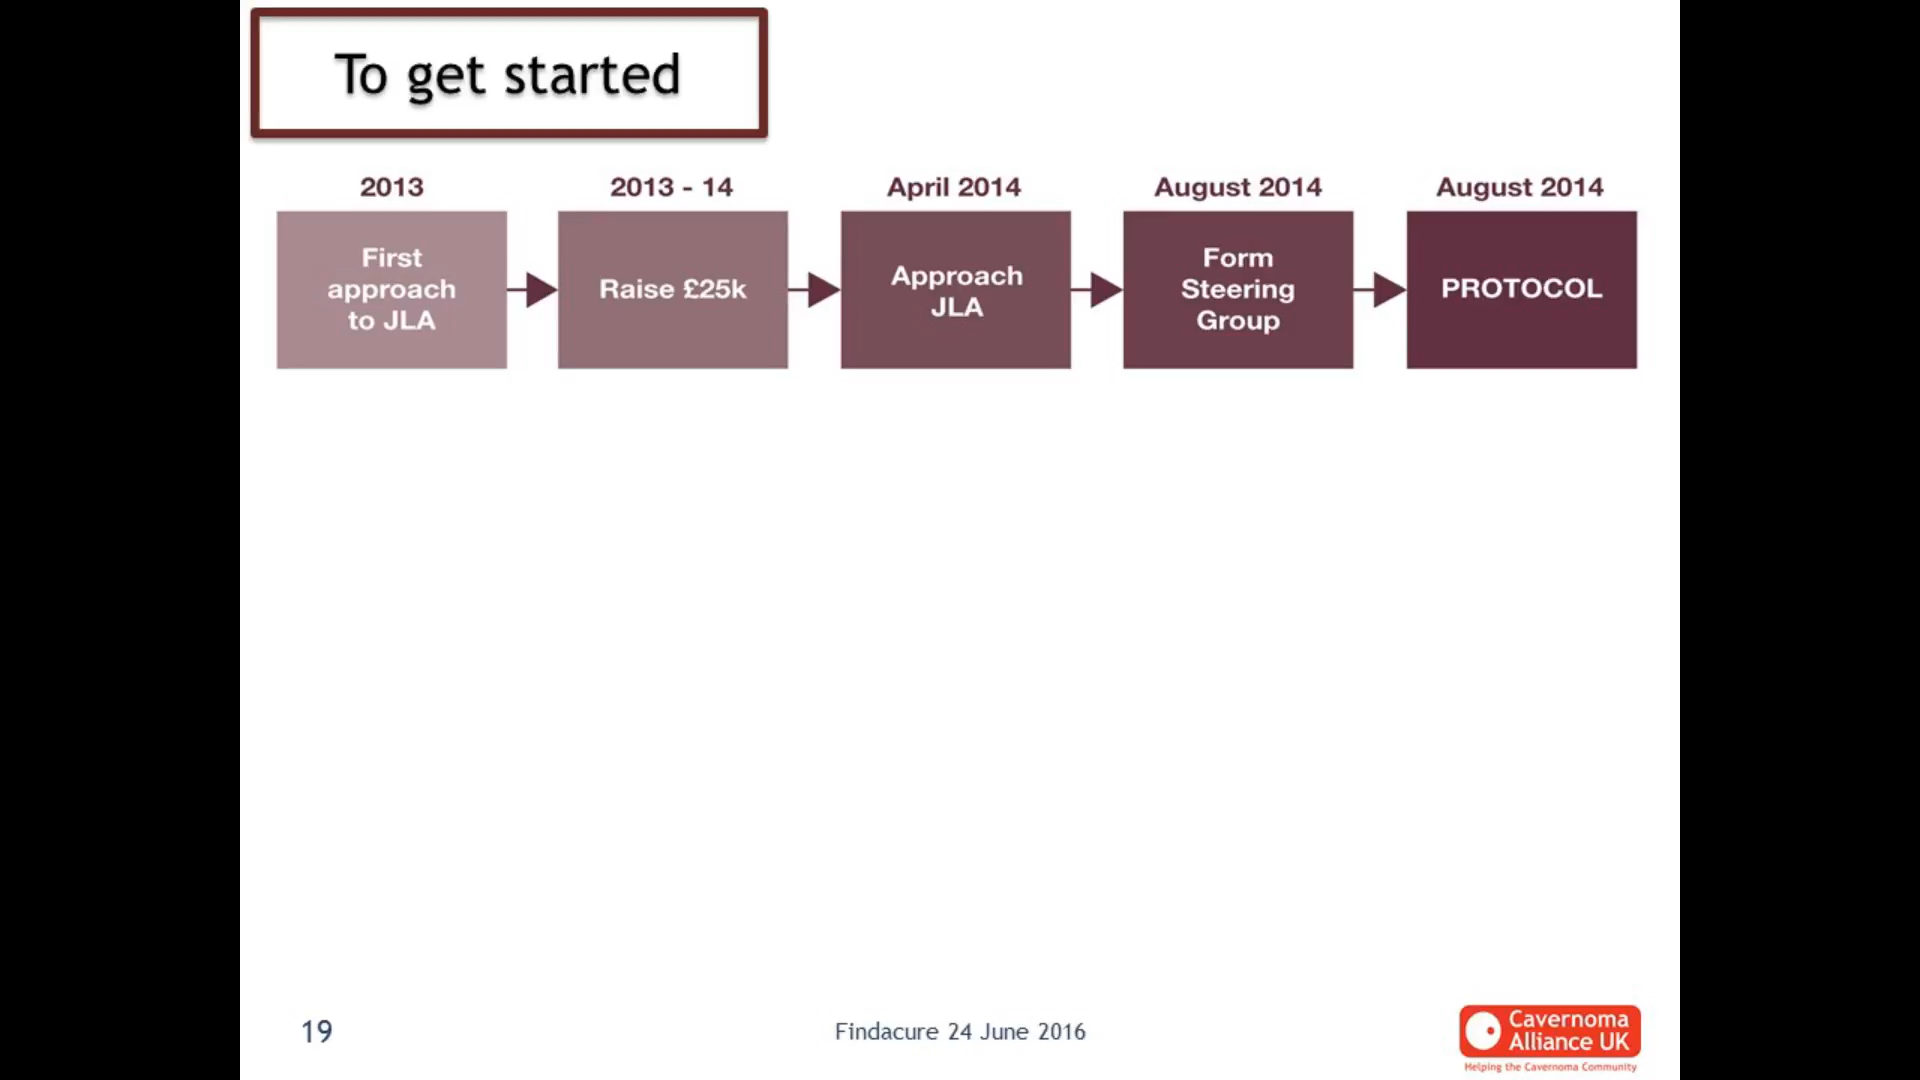 To get started
2013
2013 - 14
April 2014
August 2014
August 2014
First
approach
to JLA
Raise £25k
Approach
JLA
Form
Steering
Group
PROTOCOL
19
Findacure 24 June 2016
Cavernoma
Alliance UK
Helping the Cavernoma Community